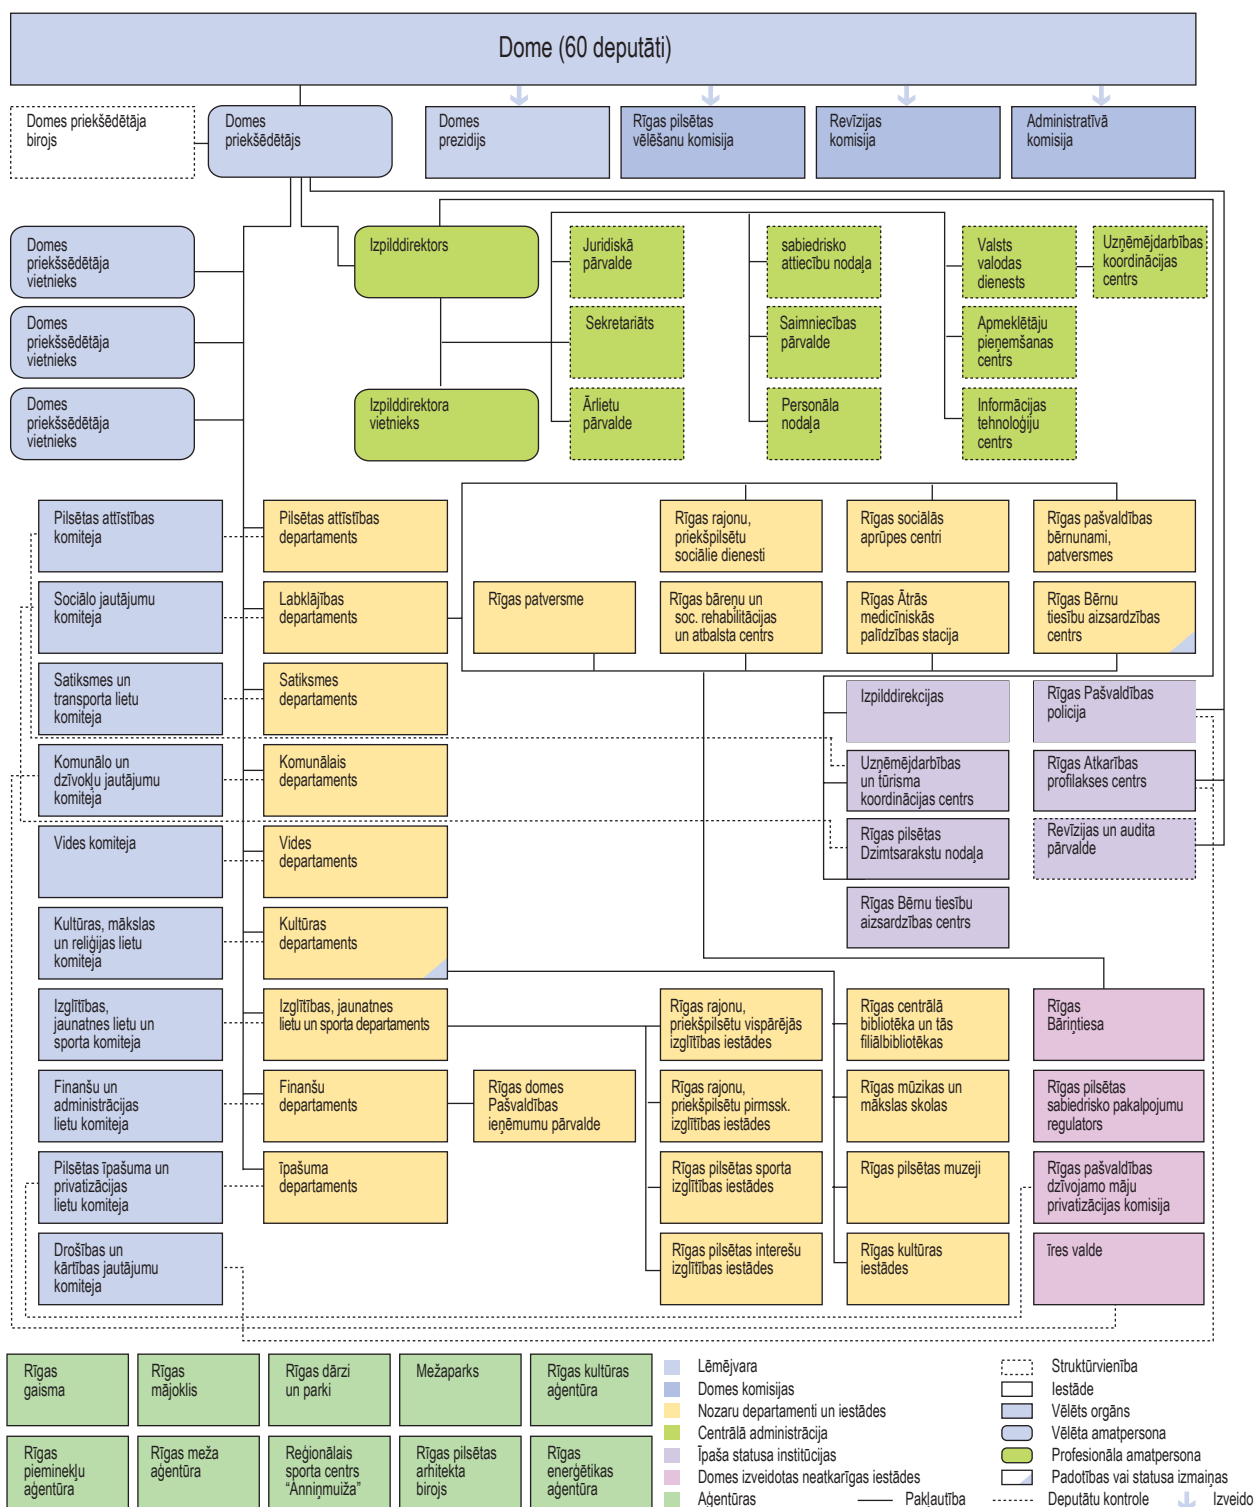 Dome (60 deputāti)
Domes priekšēdētāja
birojs
Domes
priekšēdētājs
Domes
prezidijs
Rīgas pilsētas
vēlēšanu komisija
Revīzijas
komisija
Administratīvā
komisija
Domes
priekšsēdētāja
vietnieks
Izpilddirektors
Juridiskā
pārvalde
sabiedrisko
attiecību nodaļa
Valsts
valodas
dienests
Uzņēmējdarbības
koordinācijas
centrs
Domes
priekšsēdētāja
vietnieks
Sekretariāts
Saimniecības
pārvalde
Apmeklētāju
pieņemšanas
centrs
Domes
priekšsēdētāja
vietnieks
Izpilddirektora
vietnieks
Ārlietu
pārvalde
Personāla
nodaļa
Informācijas
tehnoloģiju
centrs
Pilsētas attīstības
komiteja
Pilsētas attīstības
departaments
Rīgas rajonu,
priekšpilsētu
sociālie dienesti
Rīgas sociālās
aprūpes centri
Rīgas pašvaldības
bērnunami,
patversmes
Sociālo jautājumu
komiteja
Labklājības
departaments
Rīgas patversme
Rīgas bāreņu un
soc. rehabilitācijas
un atbalsta centrs
Rīgas Ātrās
medicīniskās
palīdzības stacija
Rīgas Bērnu
tiesību aizsardzības
centrs
Satiksmes un
transporta lietu
komiteja
Satiksmes
departaments
Izpilddirekcijas
Rīgas Pašvaldības
policija
Komunālo un
dzīvokļu jautājumu
komiteja
Komunālais
departaments
Uzņēmējdarbības
un tūrisma
koordinācijas centrs
Rīgas Atkarības
profilakses centrs
Vides komiteja
Vides
departaments
Rīgas pilsētas
Dzimtsarakstu nodaļa
Revīzijas un audita
pārvalde
Kultūras, mākslas
un reliģijas lietu
komiteja
Kultūras
departaments
Rīgas Bērnu tiesību
aizsardzības centrs
Izglītības,
jaunatnes lietu un
sporta komiteja
Izglītības, jaunatnes
lietu un sporta departaments
Rīgas rajonu,
priekšpilsētu vispārējās
izglītības iestādes
Rīgas centrālā
bibliotēka un tās
filiālbibliotēkas
Rīgas
Bāriņtiesa
Finanšu un
administrācijas
lietu komiteja
Finanšu
departaments
Rīgas domes
Pašvaldības
ieņēmumu pārvalde
Rīgas rajonu,
priekšpilsētu pirmssk.
izglītības iestādes
Rīgas mūzikas un
mākslas skolas
Rīgas pilsētas
sabiedrisko pakalpojumu
regulators
Pilsētas īpašuma un
privatizācijas
lietu komiteja
īpašuma
departaments
Rīgas pilsētas sporta
izglītības iestādes
Rīgas pilsētas muzeji
Rīgas pašvaldības
dzīvojamo māju
privatizācijas komisija
Drošības un
kārtības jautājumu
komiteja
Rīgas pilsētas interešu
izglītības iestādes
Rīgas kultūras
iestādes
īres valde
Rīgas
gaisma
Rīgas
mājoklis
Rīgas dārzi
un parki
Mežaparks
Rīgas kultūras
aģentūra
Rīgas
pieminekļu
aģentūra
Rīgas meža
aģentūra
Reģionālais
sporta centrs
“Anniņmuiža”
Rīgas pilsētas
arhitekta
birojs
Rīgas
enerģētikas
aģentūra
Lēmējvara
Domes komisijas
Nozaru departamenti un iestādes
Centrālā administrācija
Īpaša statusa institūcijas
Domes izveidotas neatkarīgas iestādes
Aģentūras
Struktūrvienība
Iestāde
Vēlēts orgāns
Vēlēta amatpersona
Profesionāla amatpersona
Padotības vai statusa izmaiņas
Pakļautība
Deputātu kontrole
Izveido